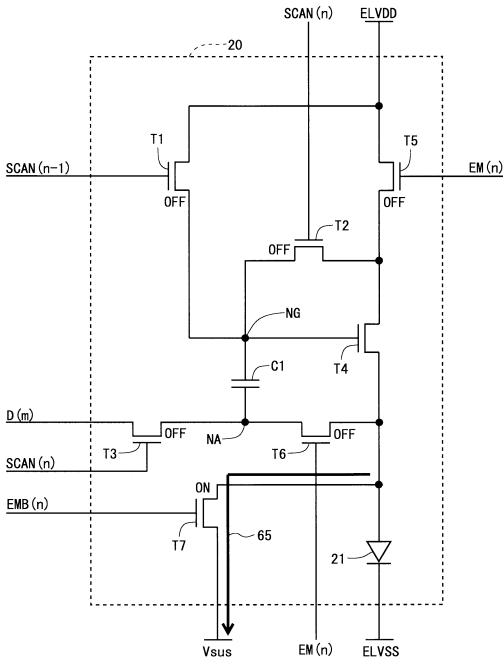 SCAN(n) ELVDD
20
T1 T5
SCAN(n-1) EM(n)
OFF OFF
T2
OFF
NG
T4
C1
D(m)
OFF OFF
T3 NA T6
SCAN(n)
ON
EMB(n)
T7 65 21
Vsus EM(n) ELVSS